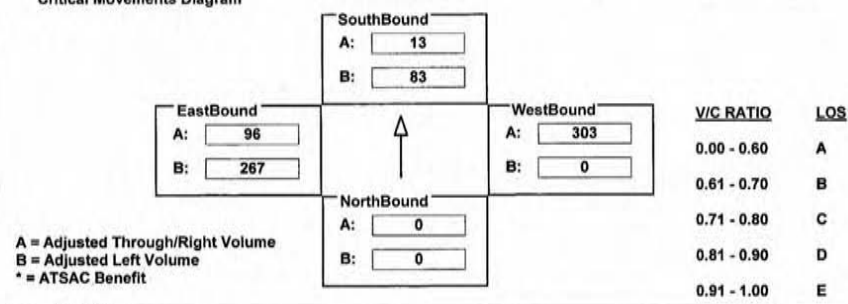 Critical Movements Diagram
SouthBound
A: 13
B: 83
EastBound
A: 96
B: 267
WestBound
A: 303
B: 0
NorthBound
A: 0
B: 0
A = Adjusted Through/Right Volume
B = Adjusted Left Volume
* = ATSAC Benefit
V/C RATIO LOS
0.00 - 0.60 A
0.61 - 0.70 B
0.71 - 0.80 C
0.81 - 0.90 D
0.91 - 1.00 E